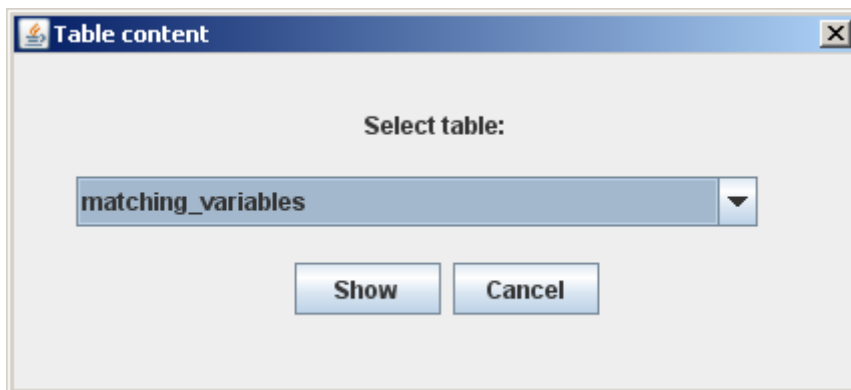 Table content
Select table:
matching_variables
Show Cancel